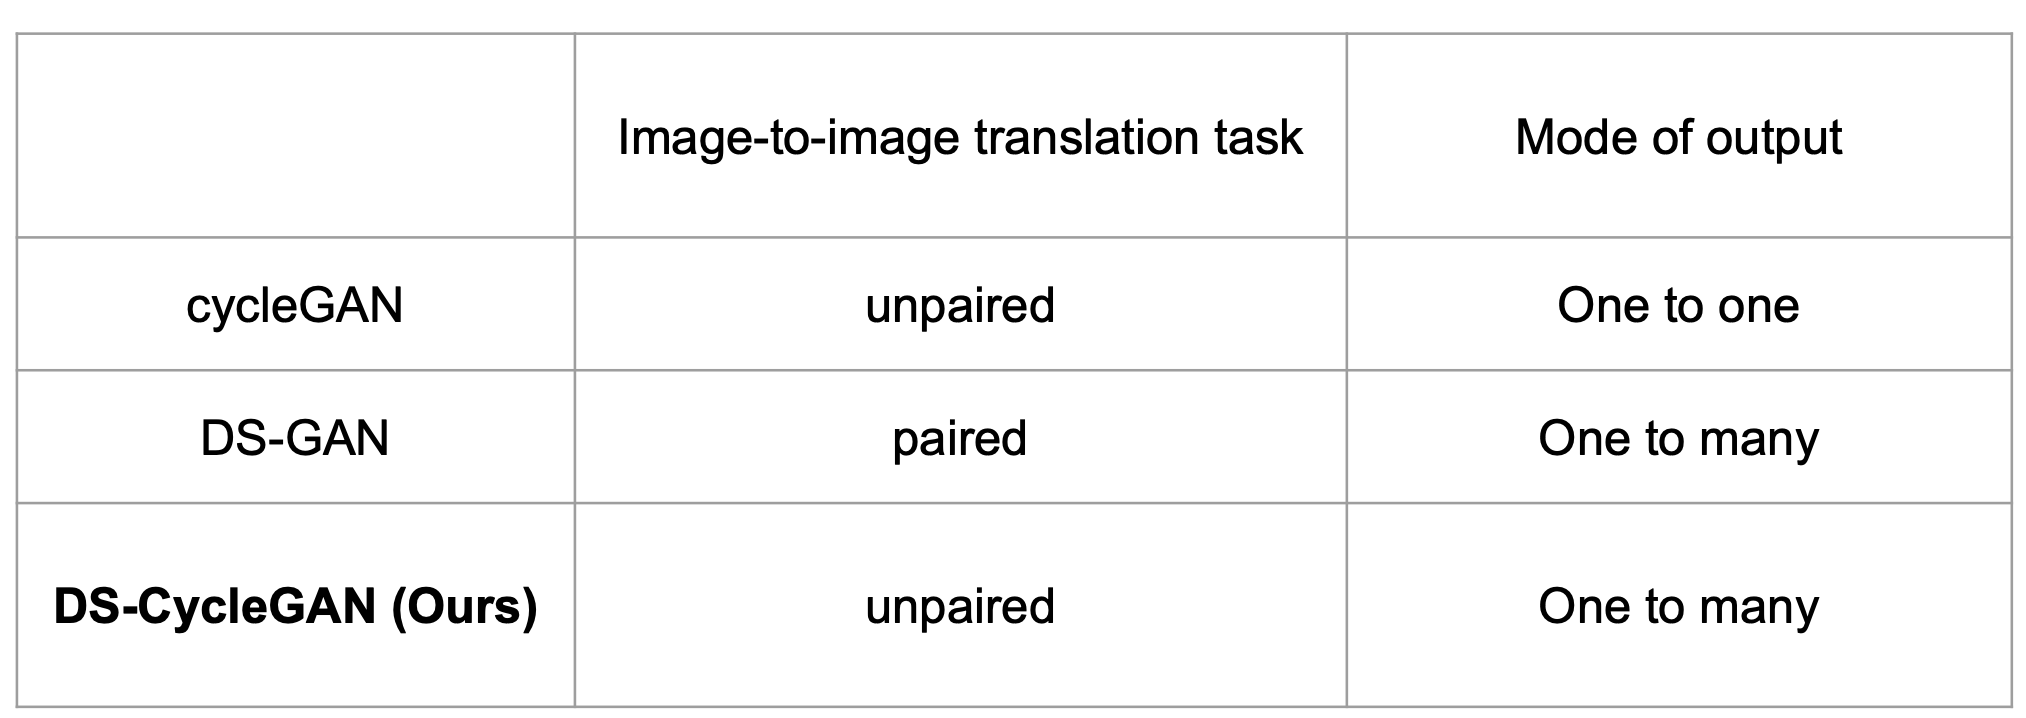 Image-to-image translation task Mode of output
cycleGAN unpaired One to one
DS-GAN paired One to many
DS-CycleGAN (Ours) unpaired One to many